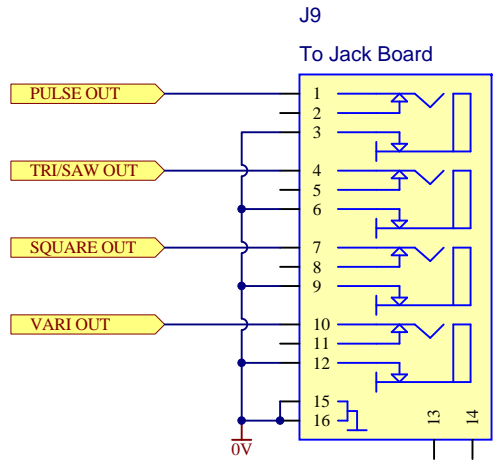 J9
To Jack Board
PULSE OUT
1
2
3
TRI/SAW OUT
4
5
6
SQUARE OUT
7
8
9
VARI OUT
10
11
12
15
16
13
14
0V